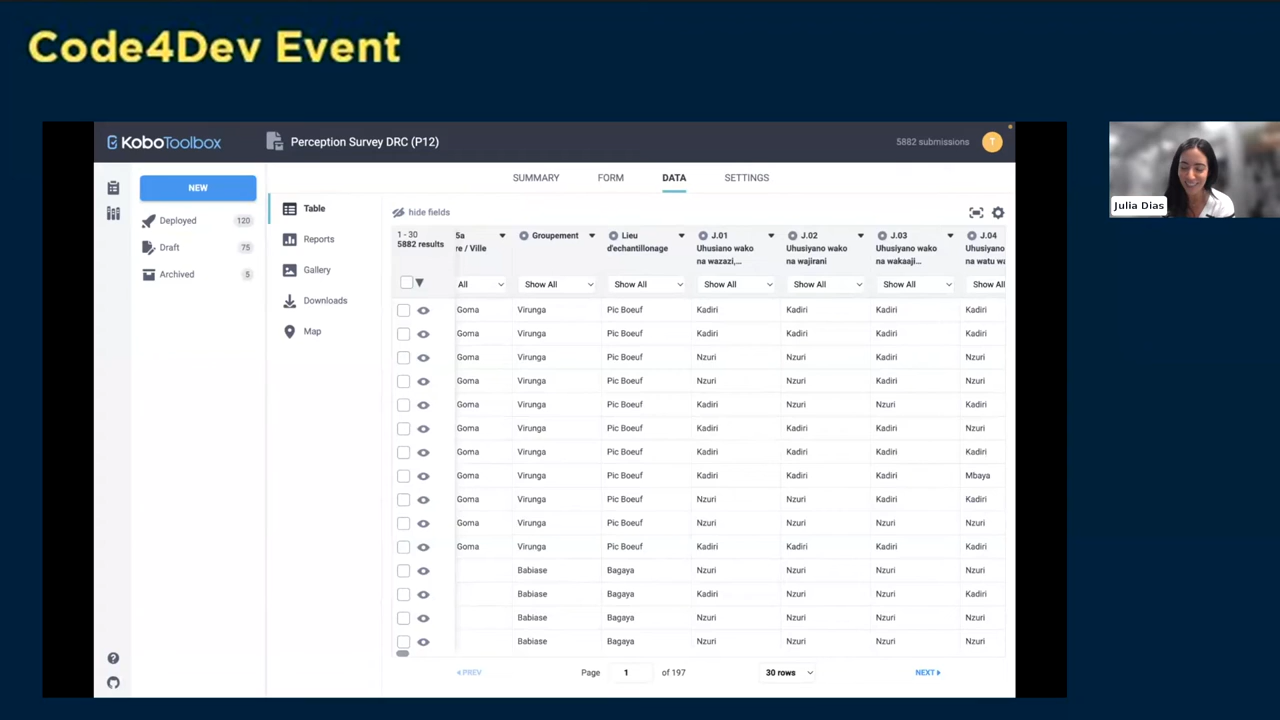 Code4Dev Event
KoboToolbox
Perception Survey DRC (P12)
5882 submissions
T
NEW
Deployed 120
Draft 75
Archived 5
SUMMARY FORM DATA SETTINGS
Table
Reports
Gallery
Downloads
Map
hide fields
1 - 30
5882 results
5a
re / Ville
Groupement
Lieu
d'echantillonage
J.01
Uhusiano wako
na wazazi,...
J.02
Uhusiyano wako
na wajirani
J.03
Uhusiyano wako
na wakaaji...
J.04
Uhusiyano
na watu wa
All Show All Show All Show All Show All Show All Show All
Goma Virunga Pic Boeuf Kadiri Kadiri Kadiri Kadiri
Goma Virunga Pic Boeuf Kadiri Kadiri Kadiri Kadiri
Goma Virunga Pic Boeuf Nzuri Nzuri Kadiri Nzuri
Goma Virunga Pic Boeuf Nzuri Nzuri Kadiri Nzuri
Goma Virunga Pic Boeuf Kadiri Nzuri Nzuri Kadiri
Goma Virunga Pic Boeuf Kadiri Kadiri Kadiri Nzuri
Goma Virunga Pic Boeuf Kadiri Kadiri Kadiri Kadiri
Goma Virunga Pic Boeuf Kadiri Kadiri Kadiri Mbaya
Goma Virunga Pic Boeuf Nzuri Nzuri Kadiri Kadiri
Goma Virunga Pic Boeuf Nzuri Nzuri Nzuri Nzuri
Goma Virunga Pic Boeuf Kadiri Kadiri Kadiri Kadiri
Babiase Bagaya Nzuri Nzuri Nzuri Nzuri
Babiase Bagaya Kadiri Nzuri Nzuri Kadiri
Babiase Bagaya Nzuri Nzuri Nzuri Nzuri
Babiase Bagaya Nzuri Nzuri Nzuri Nzuri
PREV Page 1 of 197 30 rows NEXT
Julia Dias